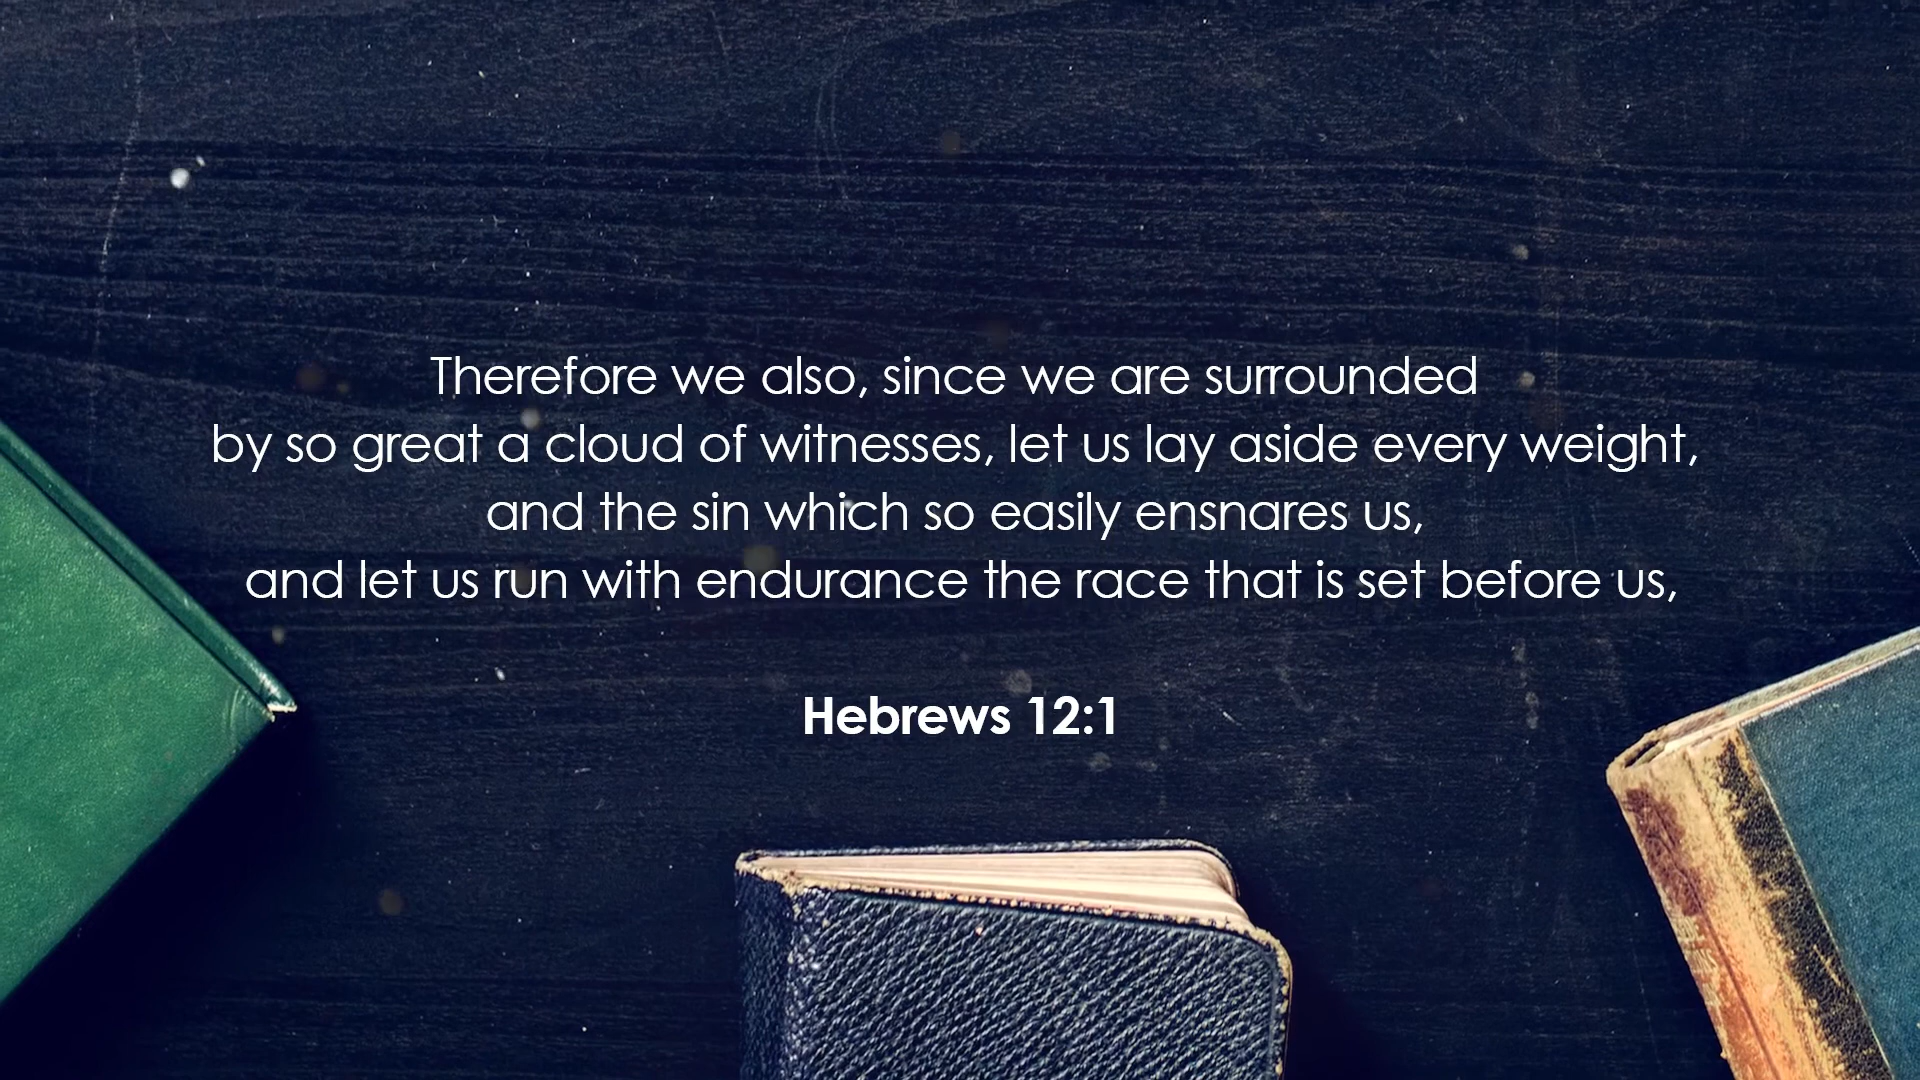 Therefore we also, since we are surrounded
by so great a cloud of witnesses, let us lay aside every weight,
and the sin which so easily ensnares us,
and let us run with endurance the race that is set before us,
Hebrews 12:1